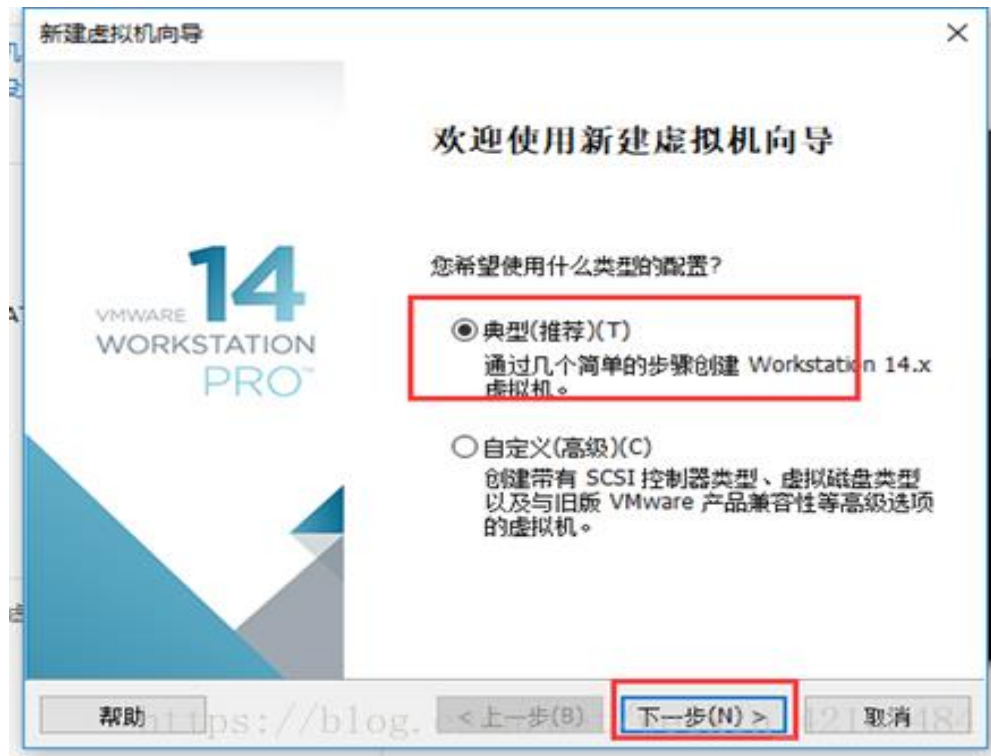 新建虚拟机向导
欢迎使用新建虚拟机向导
您希望使用什么类型的配置?
14
VMWARE
WORKSTATION
PRO™
典型(推荐)(T)
通过几个简单的步骤创建 Workstation 14.x
虚拟机。
自定义(高级)(C)
创建带有 SCSI 控制器类型、虚拟磁盘类型
以及与旧版 VMware 产品兼容性等高级选项
的虚拟机。
帮助
< 上一步(B)
下一步(N) >
取消
https://blog.